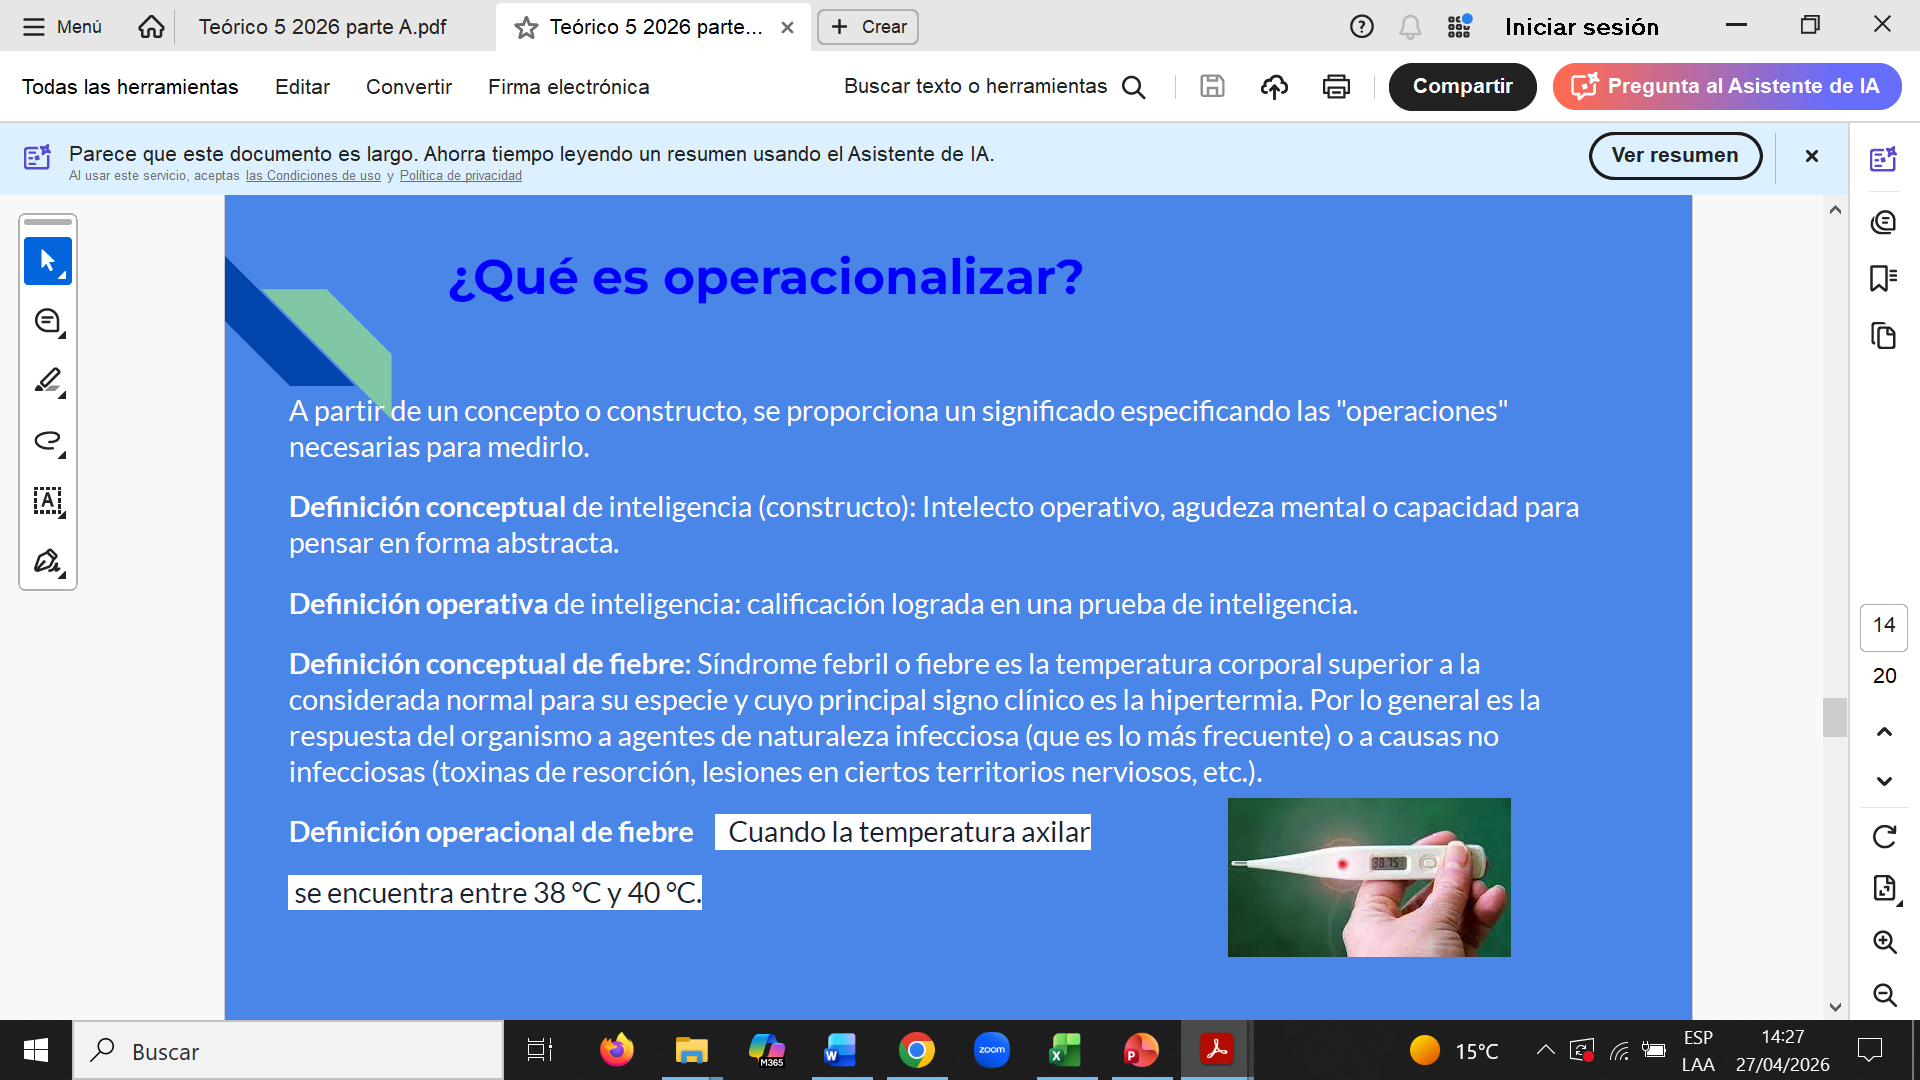 Menú
Teórico 5 2026 parte A.pdf
Teórico 5 2026 parte...
Crear
Iniciar sesión
Todas las herramientas
Editar
Convertir
Firma electrónica
Buscar texto o herramientas
Compartir
Pregunta al Asistente de IA
Parece que este documento es largo. Ahorra tiempo leyendo un resumen usando el Asistente de IA.
Al usar este servicio, aceptas las Condiciones de uso y Política de privacidad
Ver resumen
¿Qué es operacionalizar?
A partir de un concepto o constructo, se proporciona un significado especificando las "operaciones"
necesarias para medirlo.
Definición conceptual de inteligencia (constructo): Intelecto operativo, agudeza mental o capacidad para
pensar en forma abstracta.
Definición operativa de inteligencia: calificación lograda en una prueba de inteligencia.
Definición conceptual de fiebre: Síndrome febril o fiebre es la temperatura corporal superior a la
considerada normal para su especie y cuyo principal signo clínico es la hipertermia. Por lo general es la
respuesta del organismo a agentes de naturaleza infecciosa (que es lo más frecuente) o a causas no
infecciosas (toxinas de resorción, lesiones en ciertos territorios nerviosos, etc.).
Definición operacional de fiebre Cuando la temperatura axilar
se encuentra entre 38 °C y 40 °C.
38.75
14
20
Buscar
M365
W
zoom
X
P
15°C
ESP
LAA
14:27
27/04/2026